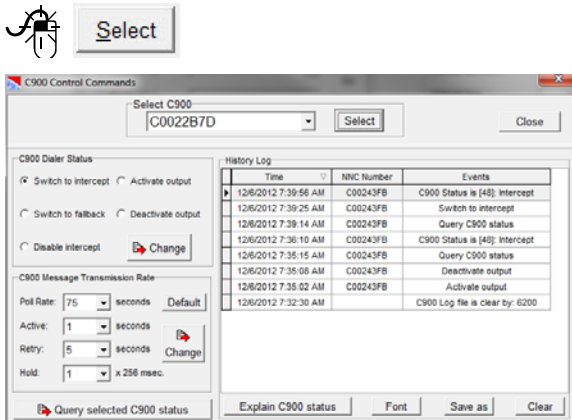 Select
C900 Control Commands
Select C900
C0022B7D Select Close
C900 Dialer Status
Switch to intercept Activate output
Switch to fallback Deactivate output
Disable intercept Change
C900 Message Transmission Rate
Poll Rate: 75 seconds Default
Active: 1 seconds
Retry: 5 seconds Change
Hold: 1 x 256 msec.
Query selected C900 status
History Log
Time NNC Number Events
12/6/2012 7:39:56 AM C00243FB C900 Status is [48]: Intercept
12/6/2012 7:39:25 AM C00243FB Switch to intercept
12/6/2012 7:39:14 AM C00243FB Query C900 status
12/6/2012 7:36:10 AM C00243FB C900 Status is [48]: Intercept
12/6/2012 7:35:15 AM C00243FB Query C900 status
12/6/2012 7:35:08 AM C00243FB Deactivate output
12/6/2012 7:35:02 AM C00243FB Activate output
12/6/2012 7:32:30 AM C900 Log file is clear by: 6200
Explain C900 status Font Save as Clear